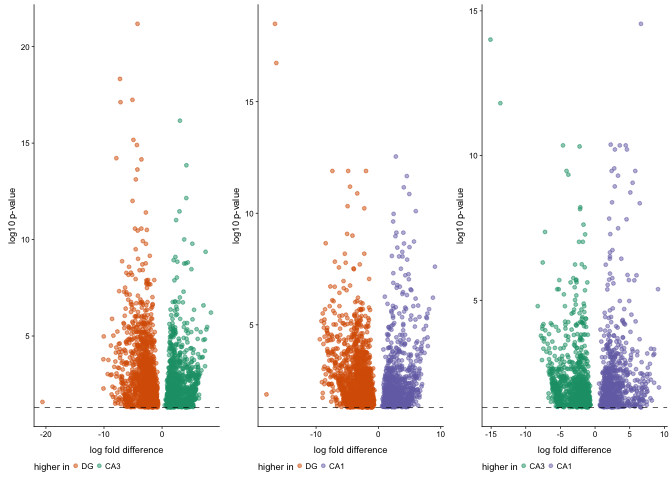 20
15
10
5
log10 p-value
-20
-10
0
log fold difference
higher in DG CA3
15
10
5
log10 p-value
-10
0
10
log fold difference
higher in DG CA1
15
10
5
log10 p-value
-15
-10
-5
0
5
10
log fold difference
higher in CA3 CA1